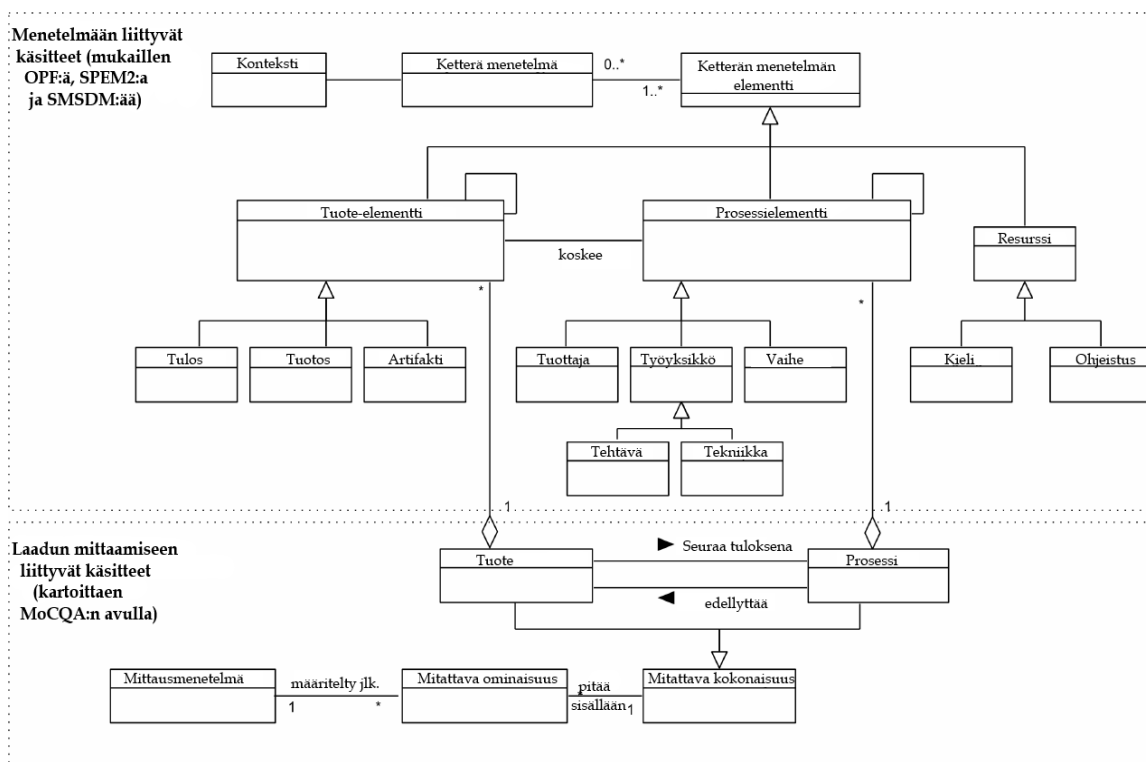 Menetelmään liittyvät
käsitteet (mukaillen
OPF:ä, SPEM2:a
ja SMSDM:ää)
Konteksti
Ketterä menetelmä
0..*
1..*
Ketterän menetelmän
elementti
Tuote-elementti
koskee
Prosessielementti
Resurssi
*
*
Tulos
Tuotos
Artifakti
Tuottaja
Työyksikkö
Vaihe
Kieli
Ohjeistus
Tehtävä
Tekniikka
1
1
Laadun mittaamiseen
liittyvät käsitteet
(kartoittaen
MoCQA:n avulla)
Tuote
Seuraa tuloksena
Prosessi
edellyttää
Mittausmenetelmä
määritelty jlk.
1
*
Mitattava ominaisuus
pitää
sisällään
1
Mitattava kokonaisuus